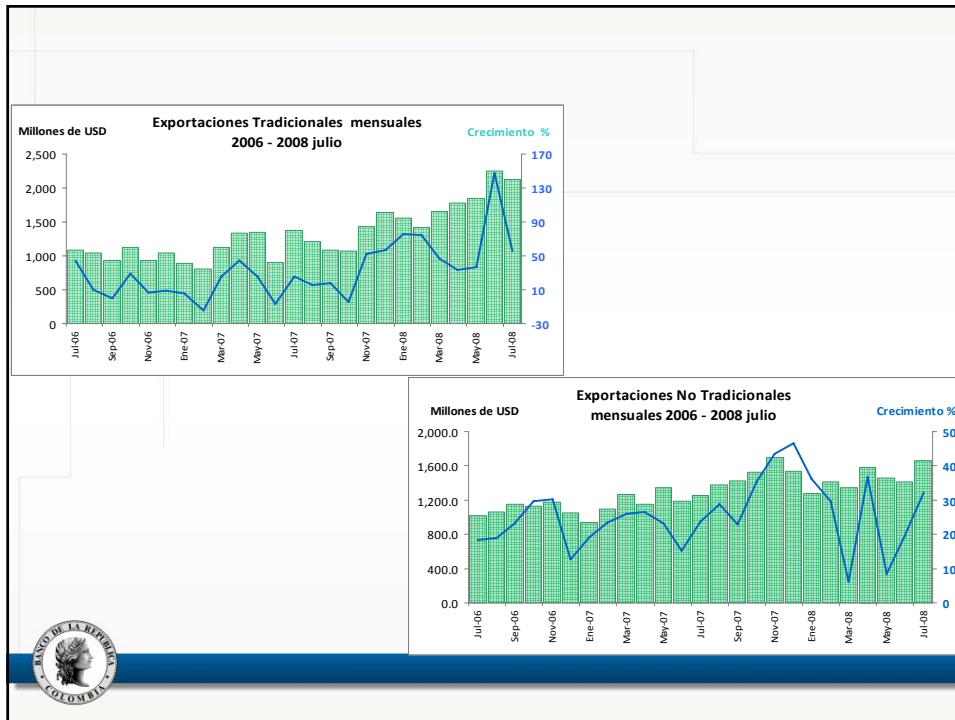 Exportaciones Tradicionales mensuales
2006 - 2008 julio
Millones de USD
Crecimiento %
2,500
2,000
1,500
1,000
500
0
170
130
90
50
10
-30
Jul-06
Sep-06
Nov-06
Ene-07
Mar-07
May-07
Jul-07
Sep-07
Nov-07
Ene-08
Mar-08
May-08
Jul-08
Exportaciones No Tradicionales
mensuales 2006 - 2008 julio
Millones de USD
Crecimiento %
2,000.0
1,600.0
1,200.0
800.0
400.0
0.0
50
40
30
20
10
0
Jul-06
Sep-06
Nov-06
Ene-07
Mar-07
May-07
Jul-07
Sep-07
Nov-07
Ene-08
Mar-08
May-08
Jul-08
BANCO DE LA REPUBLICA
COLOMBIA